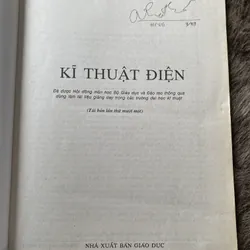 KĨ THUẬT ĐIỆN
Đã được hội đồng môn học Bộ Giáo dục và Đào tạo thông qua
dùng làm tài liệu giảng dạy trong các trường đại học kĩ thuật
(Tái bản lần thứ mười một)
NHÀ XUẤT BẢN GIÁO DỤC